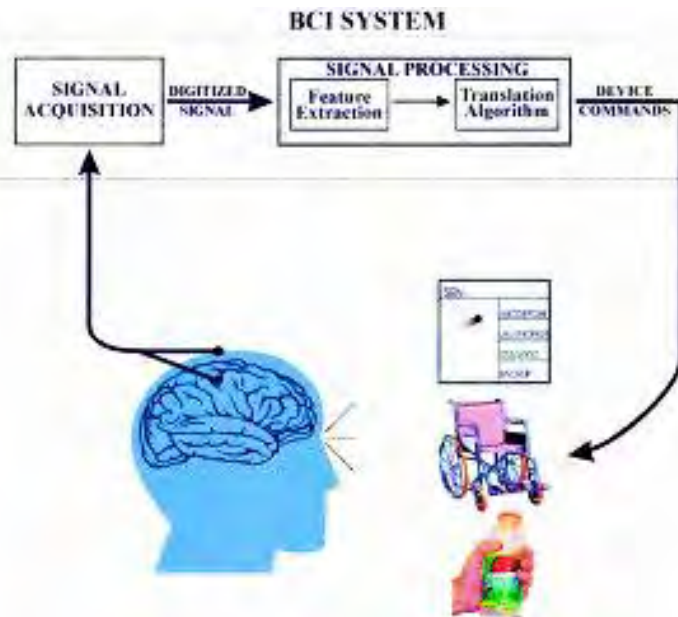 BCI SYSTEM
SIGNAL
ACQUISITION
DIGITIZED
SIGNAL
SIGNAL PROCESSING
Feature
Extraction
Translation
Algorithm
DEVICE
COMMANDS